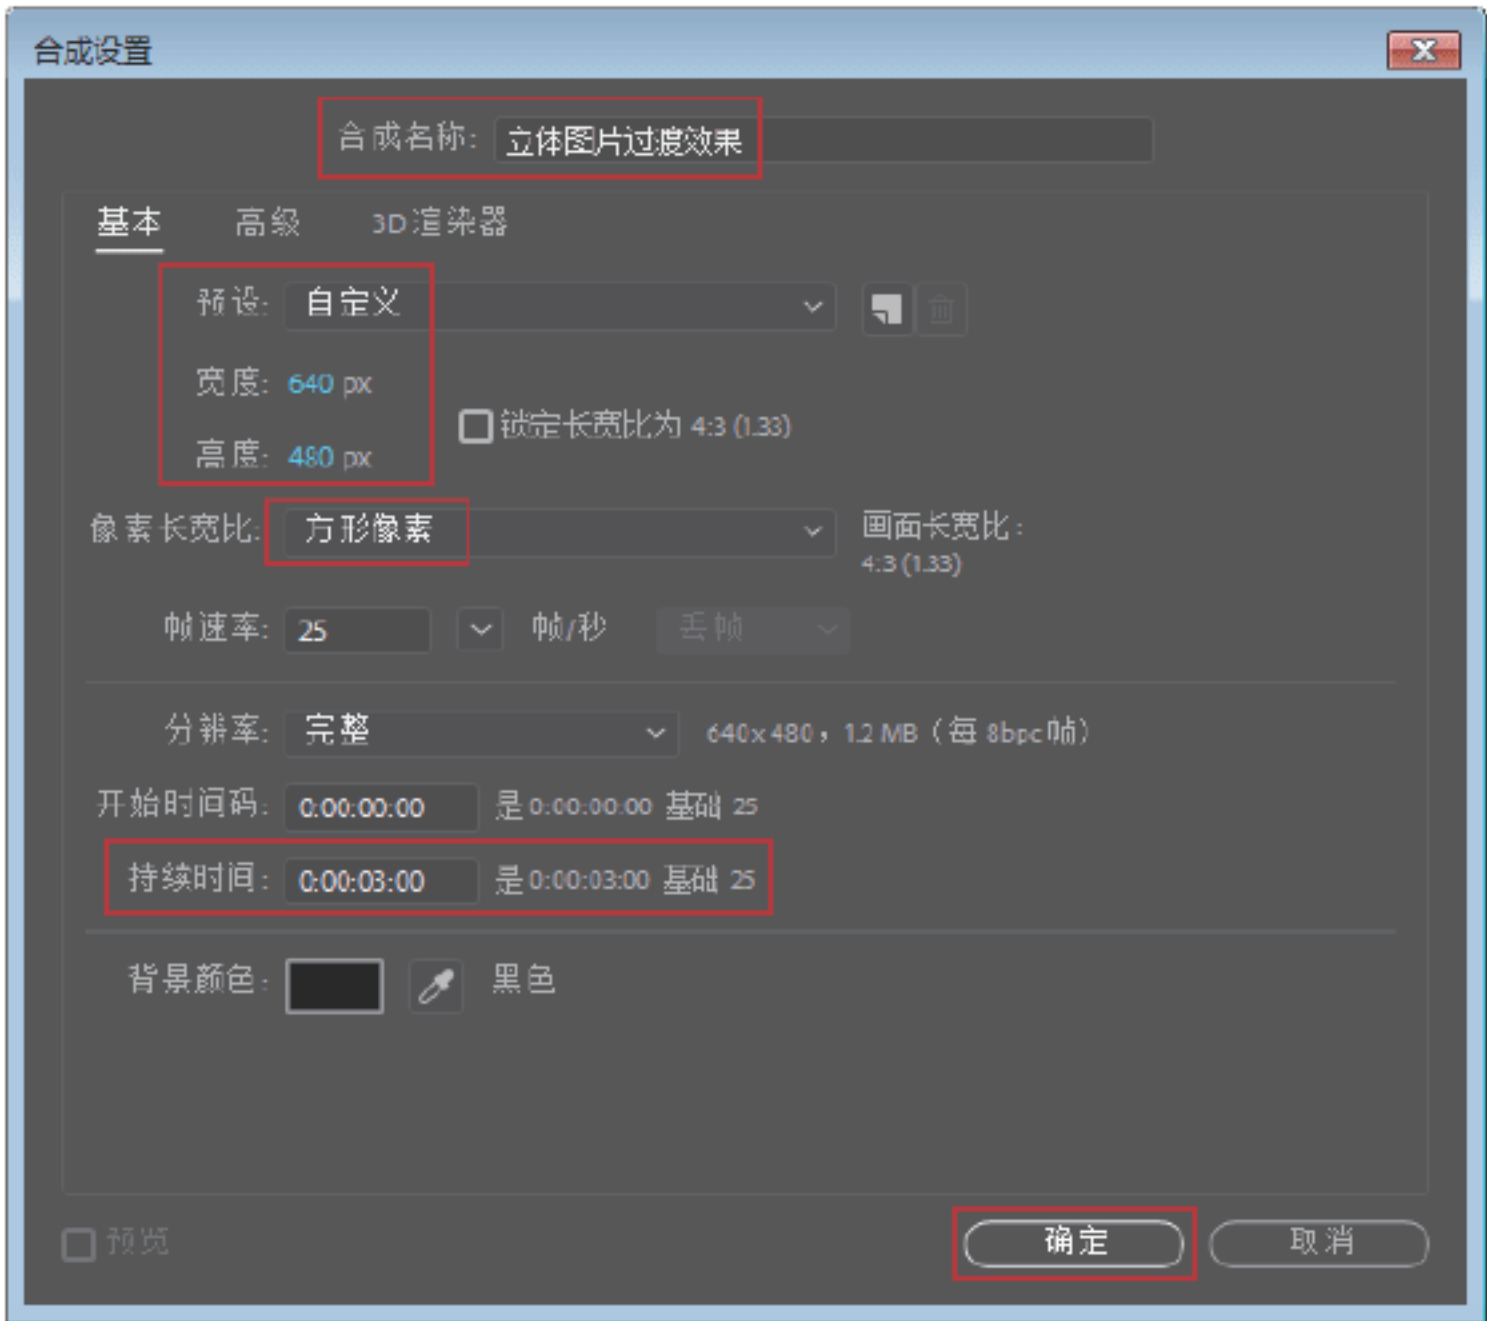 合成设置
合成名称: 立体图片过渡效果
基本 高级 3D渲染器
预设: 自定义
宽度: 640 px
锁定长宽比为 4:3 (1.33)
高度: 480 px
像素长宽比: 方形像素 画面长宽比:
4:3 (1.33)
帧速率: 25 帧/秒 丢帧
分辨率: 完整 640x480，1.2 MB（每 8bpc帧）
开始时间码: 0:00:00:00 是 0:00:00:00 基础 25
持续时间: 0:00:03:00 是 0:00:03:00 基础 25
背景颜色: 黑色
预览 确定 取消